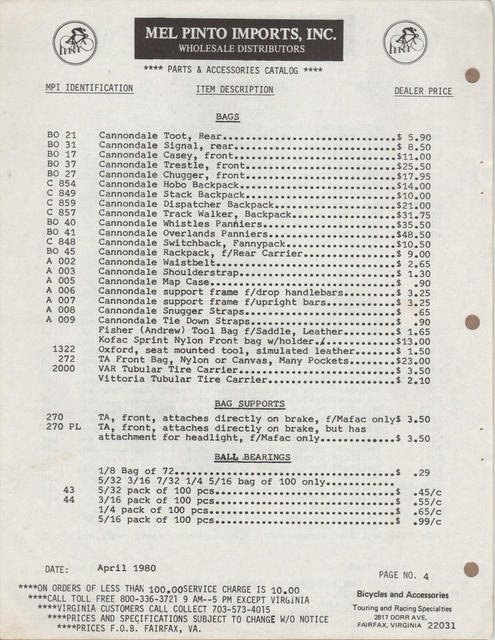 MEL PINTO IMPORTS, INC.
WHOLESALE DISTRIBUTORS
**** PARTS & ACCESSORIES CATALOG ****
MPI IDENTIFICATION ITEM DESCRIPTION DEALER PRICE
BAGS
BO 21 Cannondale Toot, Rear..............................$ 5.90
BO 31 Cannondale Signal, rear............................$ 8.50
BO 17 Cannondale Casey, front............................$11.00
BO 37 Cannondale Trestle, front..........................$25.50
BO 27 Cannondale Chugger, front..........................$17.95
C 854 Cannondale Hobo Backpack...........................$14.00
C 849 Cannondale Stack Backpack..........................$10.00
C 859 Cannondale Dispatcher Backpack.....................$21.00
C 857 Cannondale Track Walker, Backpack..................$31.75
BO 40 Cannondale Whistles Panniers.......................$35.50
BO 41 Cannondale Overlands Panniers......................$48.50
C 848 Cannondale Switchback, Fannypack...................$10.50
BO 45 Cannondale Rackpack, f/Rear Carrier................$ 9.00
A 002 Cannondale Waistbelt...............................$ 2.65
A 003 Cannondale Shoulderstrap...........................$ 1.30
A 005 Cannondale Map Case................................$ .90
A 006 Cannondale support frame f/drop handlebars.........$ 3.25
A 007 Cannondale support frame f/upright bars............$ 3.25
A 008 Cannondale Snugger Straps..........................$ .65
A 009 Cannondale Tie Down Straps.........................$ .90
Fisher (Andrew) Tool Bag f/Saddle, Leather.........$ 1.65
Kofac Sprint Nylon Front bag w/holder./............$13.00
1322 Oxford, seat mounted tool, simulated leather.......$ 1.50
272 TA Front Bag, Nylon or Canvas, Many Pockets........$23.00
2000 VAR Tubular Tire Carrier...........................$ 3.50
Vittoria Tubular Tire Carrier......................$ 2.10
BAG SUPPORTS
270 TA, front, attaches directly on brake, f/Mafac only$ 3.50
270 PL TA, front, attaches directly on brake, but has
attachment for headlight, f/Mafac only.............$ 3.50
BALL BEARINGS
1/8 Bag of 72......................................$ .29
5/32 3/16 7/32 1/4 5/16 bag of 100 only............
43 5/32 pack of 100 pcs...............................$ .45/c
44 3/16 pack of 100 pcs...............................$ .55/c
1/4 pack of 100 pcs................................$ .65/c
5/16 pack of 100 pcs...............................$ .99/c
DATE: April 1980
PAGE NO. 4
****ON ORDERS OF LESS THAN 100.00SERVICE CHARGE IS 10.00
****CALL TOLL FREE 800-336-3721 9 AM--5 PM EXCEPT VIRGINIA
****VIRGINIA CUSTOMERS CALL COLLECT 703-573-4015
****PRICES AND SPECIFICATIONS SUBJECT TO CHANGE W/O NOTICE
****PRICES F.O.B. FAIRFAX, VA.
Bicycles and Accessories
Touring and Racing Specialties
2817 DORR AVE.
FAIRFAX, VIRGINIA 22031